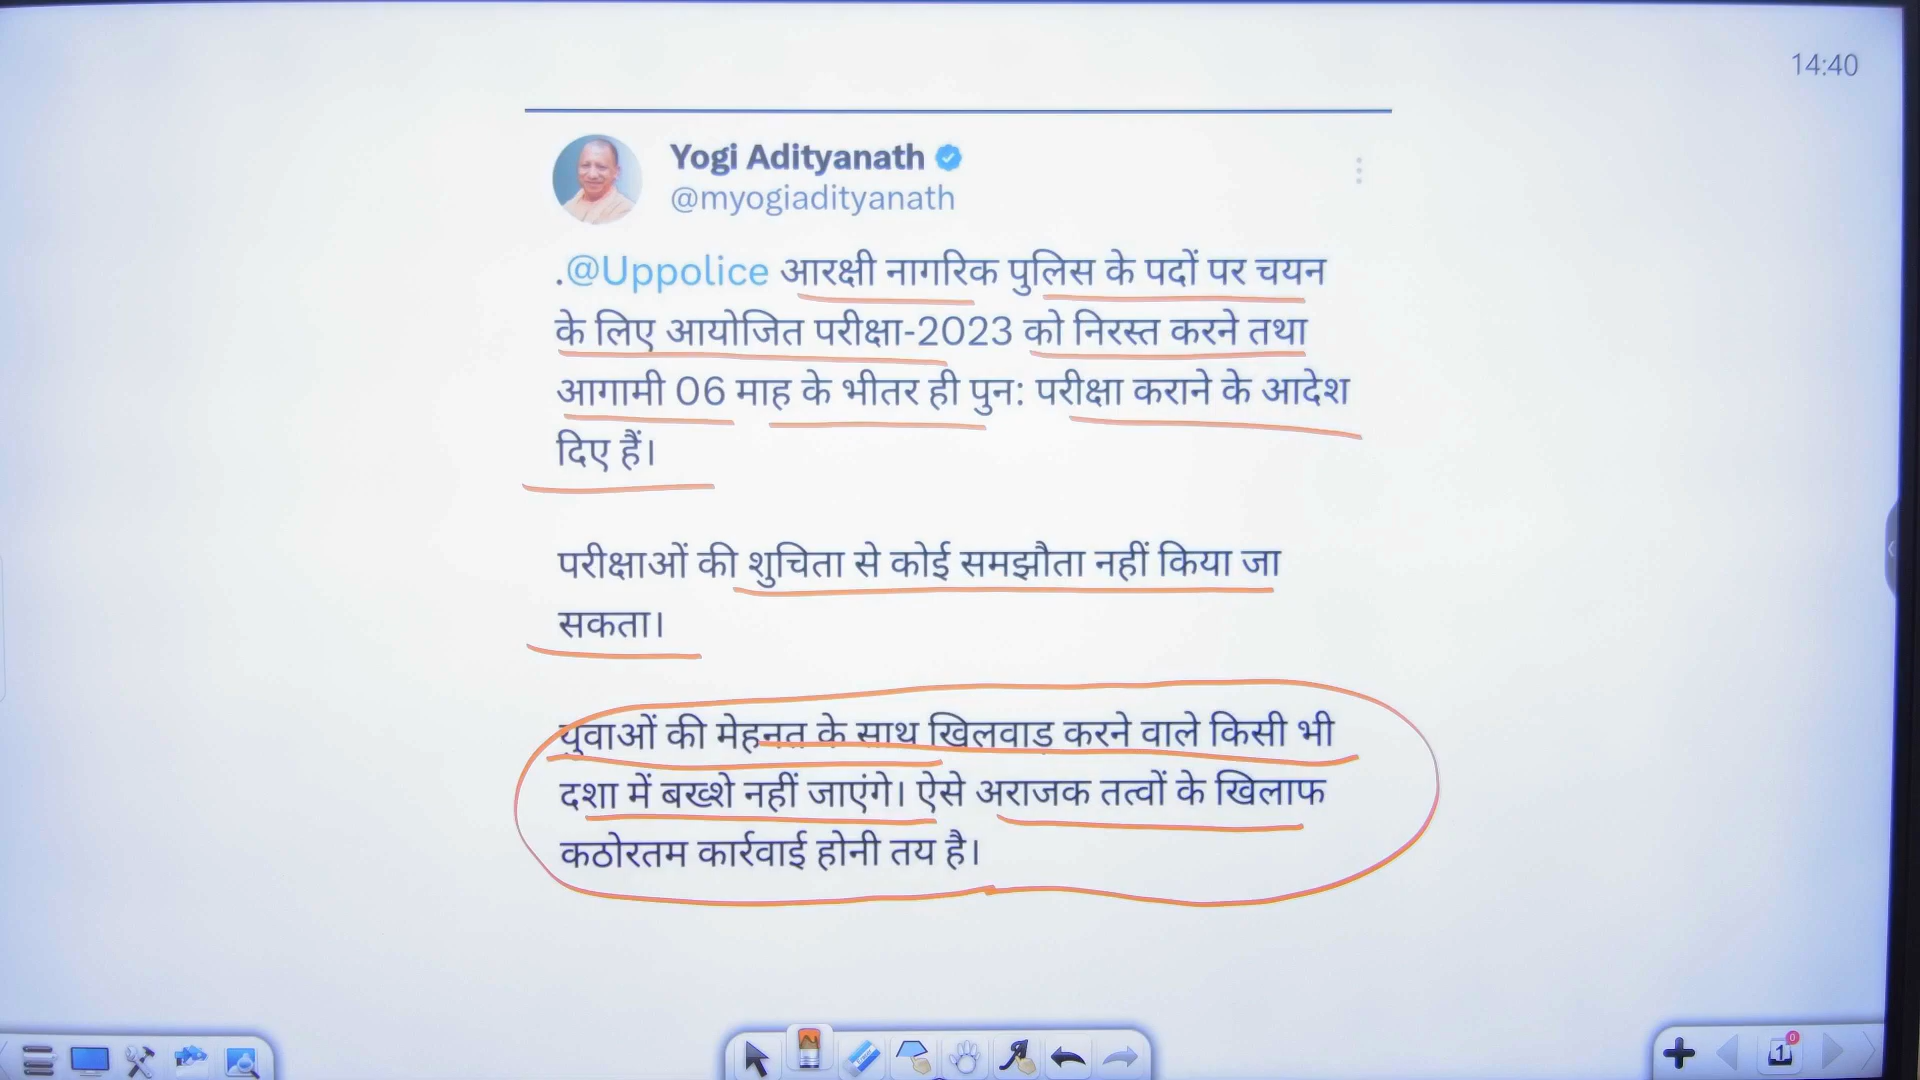 14:40
Yogi Adityanath
@myogiadityanath
.@Uppolice आरक्षी नागरिक पुलिस के पदों पर चयन
के लिए आयोजित परीक्षा-2023 को निरस्त करने तथा
आगामी 06 माह के भीतर ही पुन: परीक्षा कराने के आदेश
दिए हैं।
परीक्षाओं की शुचिता से कोई समझौता नहीं किया जा
सकता।
युवाओं की मेहनत के साथ खिलवाड़ करने वाले किसी भी
दशा में बख्शे नहीं जाएंगे। ऐसे अराजक तत्वों के खिलाफ
कठोरतम कार्रवाई होनी तय है।
1
0